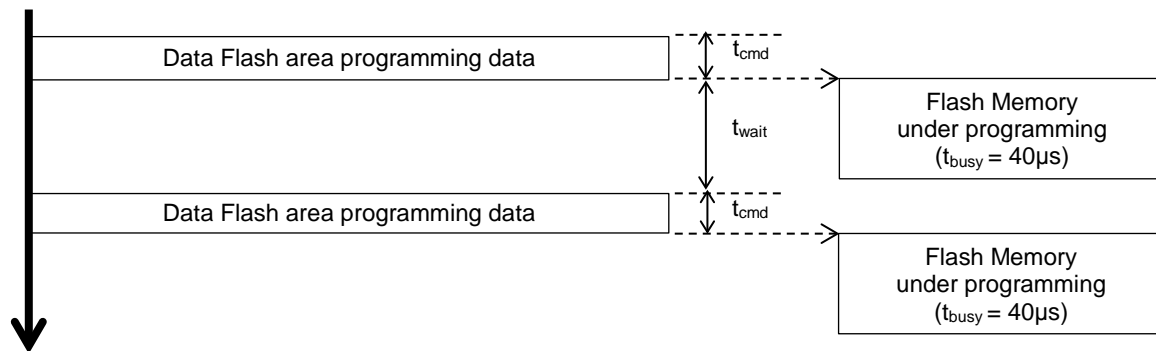 Data Flash area programming data
tcmd
Flash Memory
under programming
(tbusy = 40µs)
twait
Data Flash area programming data
tcmd
Flash Memory
under programming
(tbusy = 40µs)